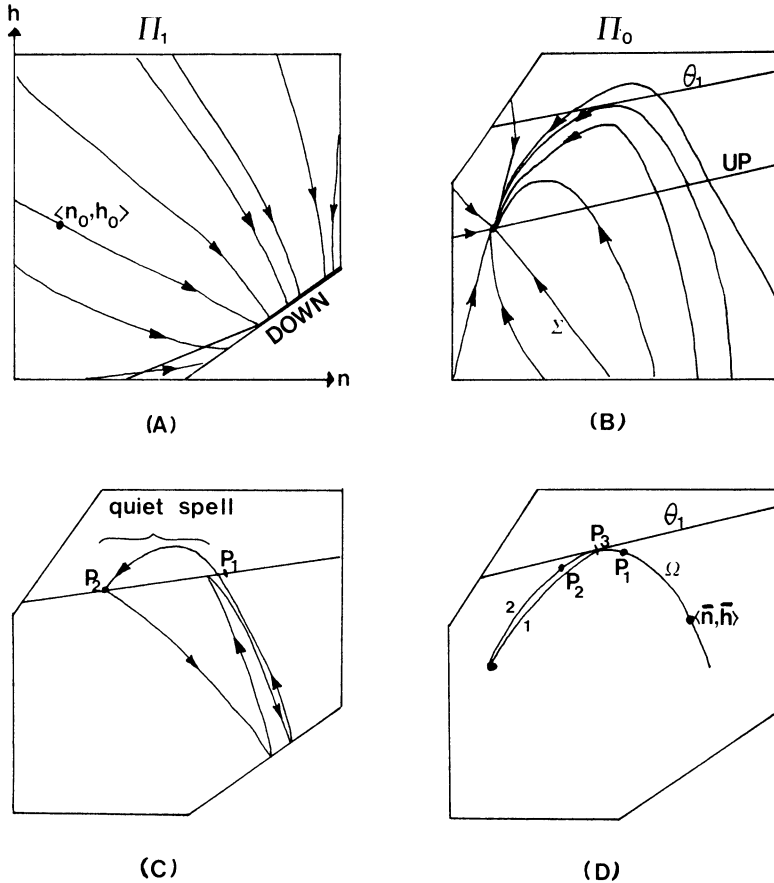 h
Π₁
Π₀
θ₁
UP
<n₀,h₀>
DOWN
Σ
n
(A)
(B)
quiet spell
P₁
P₂
θ₁
P₃
P₁
P₂
Ω
2
1
<n̄,h̄>
(C)
(D)